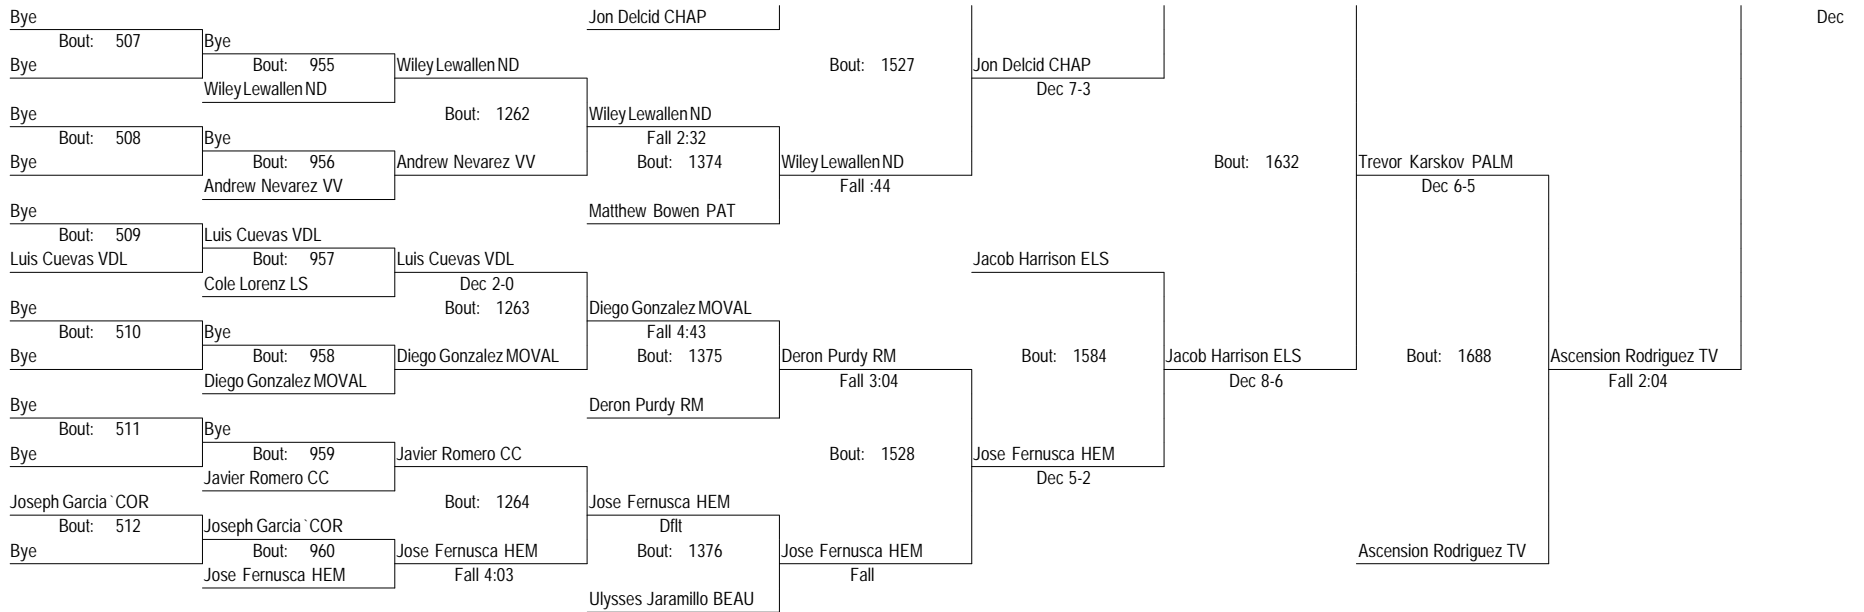 Bye Jon Delcid CHAP Dec
Bout: 507 Bye
Bye Bout: 955 Wiley Lewallen ND Bout: 1527 Jon Delcid CHAP
Wiley Lewallen ND Dec 7-3
Bye Bout: 1262 Wiley Lewallen ND
Bout: 508 Bye Fall 2:32
Bye Bout: 956 Andrew Nevarez VV Bout: 1374 Wiley Lewallen ND Bout: 1632 Trevor Karskov PALM
Andrew Nevarez VV Fall :44 Dec 6-5
Bye Matthew Bowen PAT
Bout: 509 Luis Cuevas VDL
Luis Cuevas VDL Bout: 957 Luis Cuevas VDL Jacob Harrison ELS
Cole Lorenz LS Dec 2-0
Bye Bout: 1263 Diego Gonzalez MOVAL
Bout: 510 Bye Fall 4:43
Bye Bout: 958 Diego Gonzalez MOVAL Bout: 1375 Deron Purdy RM Bout: 1584 Jacob Harrison ELS Bout: 1688 Ascension Rodriguez TV
Diego Gonzalez MOVAL Fall 3:04 Dec 8-6 Fall 2:04
Bye Deron Purdy RM
Bout: 511 Bye
Bye Bout: 959 Javier Romero CC Bout: 1528 Jose Fernusca HEM
Javier Romero CC Dec 5-2
Joseph Garcia `COR Bout: 1264 Jose Fernusca HEM
Bout: 512 Joseph Garcia `COR Dflt
Bye Bout: 960 Jose Fernusca HEM Bout: 1376 Jose Fernusca HEM Ascension Rodriguez TV
Jose Fernusca HEM Fall 4:03 Fall
Ulysses Jaramillo BEAU